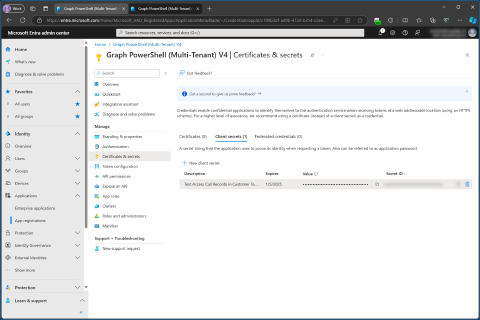 Work
Graph PowerShell (Multi-Tenant) V
Graph PowerShell (Multi-Tenant)
https://entra.microsoft.com/
Microsoft Entra admin center
Search resources, services, and docs (G+/)
Home
What's new
Diagnose & solve problems
Favorites
All users
All groups
Identity
Overview
Users
Groups
Devices
Applications
Enterprise applications
App registrations
Protection
Identity Governance
External Identities
Show more
Protection
Learn & support
Home > Graph PowerShell (Multi-Tenant) V4
Graph PowerShell (Multi-Tenant) V4 | Certificates & secrets
Search
Overview
Quickstart
Integration assistant
Diagnose and solve problems
Manage
Branding & properties
Authentication
Certificates & secrets
Token configuration
API permissions
Expose an API
App roles
Owners
Roles and administrators
Manifest
Support + Troubleshooting
New support request
Got feedback?
Got a second to give us some feedback? →
Credentials enable confidential applications to identify themselves to the authentication service when receiving tokens at a web addressable location (using an HTTPS
scheme). For a higher level of assurance, we recommend using a certificate (instead of a client secret) as a credential.
Certificates (0)
Client secrets (1)
Federated credentials (0)
A secret string that the application uses to prove its identity when requesting a token. Also can be referred to as application password.
New client secret
Description Expires Value Secret ID
Test Access Call Records in Customer Te... 1/5/2025